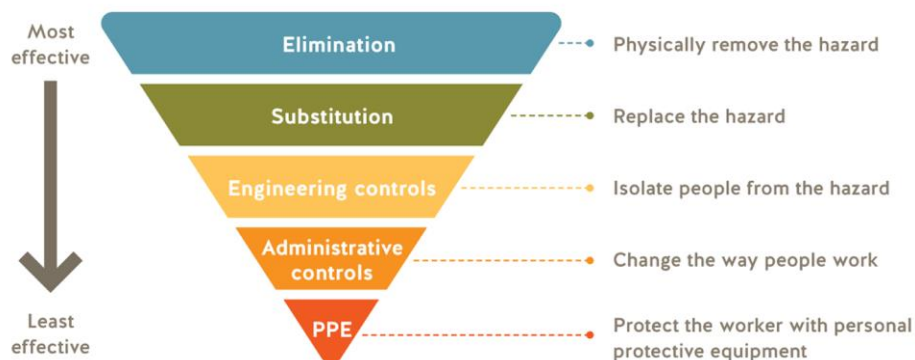 Most
effective
Elimination
Physically remove the hazard
Substitution
Replace the hazard
Engineering controls
Isolate people from the hazard
Administrative
controls
Change the way people work
Least
effective
PPE
Protect the worker with personal
protective equipment